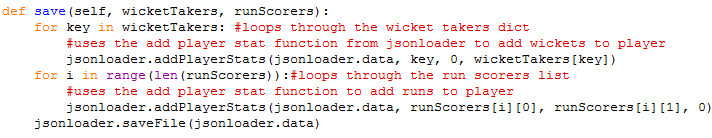 def save(self, wicketTakers, runScorers):
    for key in wicketTakers: #loops through the wicket takers dict
        #uses the add player stat function from jsonloader to add wickets to player
        jsonloader.addPlayerStats(jsonloader.data, key, 0, wicketTakers[key])
    for i in range(len(runScorers)):#loops through the run scorers list
        #uses the add player stat function to add runs to player
        jsonloader.addPlayerStats(jsonloader.data, runScorers[i][0], runScorers[i][1], 0)
    jsonloader.saveFile(jsonloader.data)